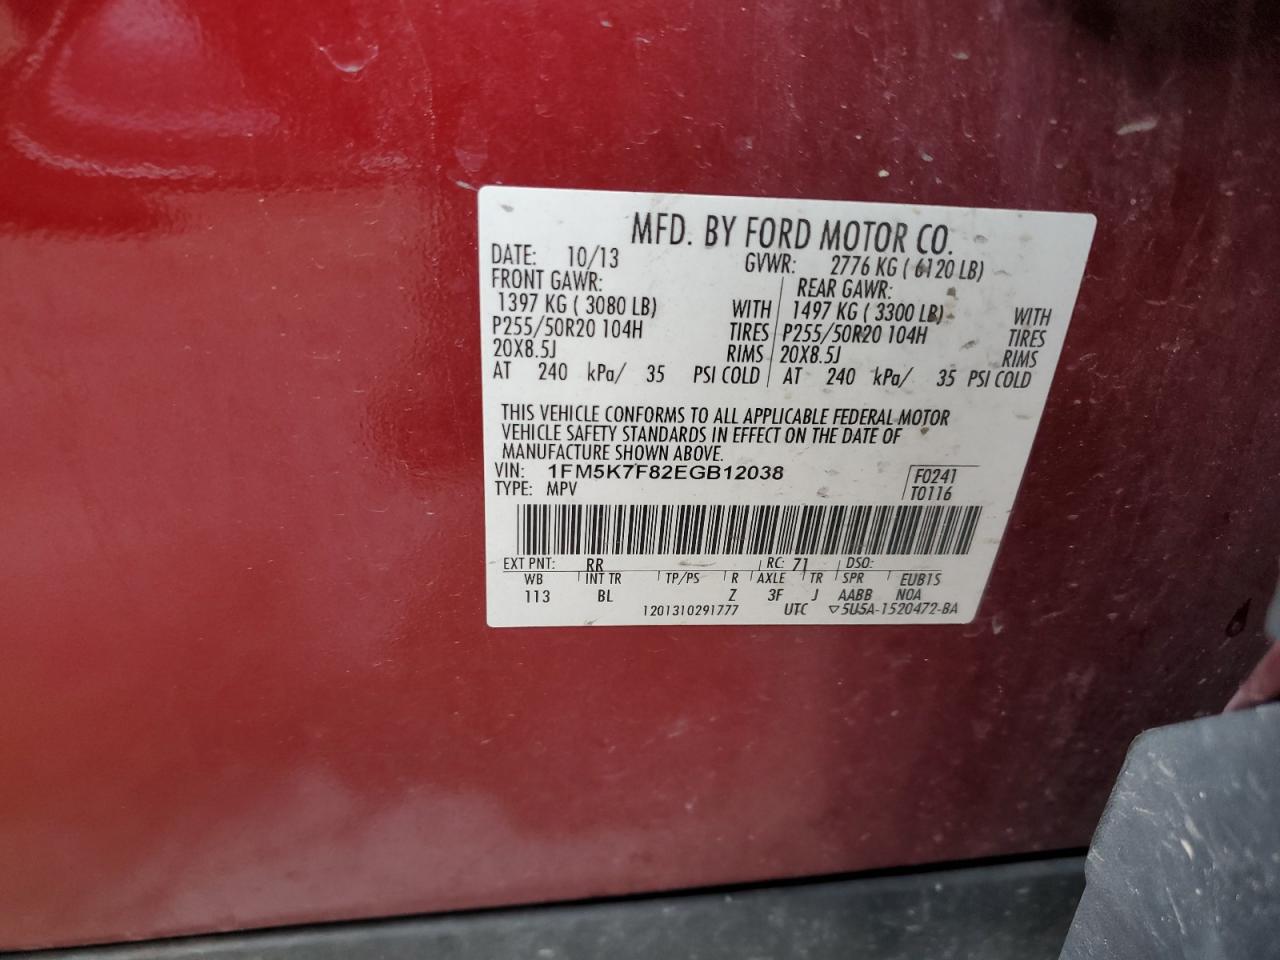 MFD. BY FORD MOTOR CO.
DATE: 10/13 GVWR: 2776 KG ( 6120 LB)
FRONT GAWR: REAR GAWR:
1397 KG ( 3080 LB) WITH 1497 KG ( 3300 LB) WITH
P255/50R20 104H TIRES P255/50R20 104H TIRES
20X8.5J RIMS 20X8.5J RIMS
AT 240 kPa/ 35 PSI COLD AT 240 kPa/ 35 PSI COLD
THIS VEHICLE CONFORMS TO ALL APPLICABLE FEDERAL MOTOR
VEHICLE SAFETY STANDARDS IN EFFECT ON THE DATE OF
MANUFACTURE SHOWN ABOVE.
VIN: 1FM5K7F82EGB12038 F0241
TYPE: MPV T0116
EXT PNT: RR RC: 71 DSO:
WB INT TR TP/PS R AXLE TR SPR EUB1S
113 BL Z 3F J AABB NOA
1201310291777 UTC ▽5U5A-1520472-BA